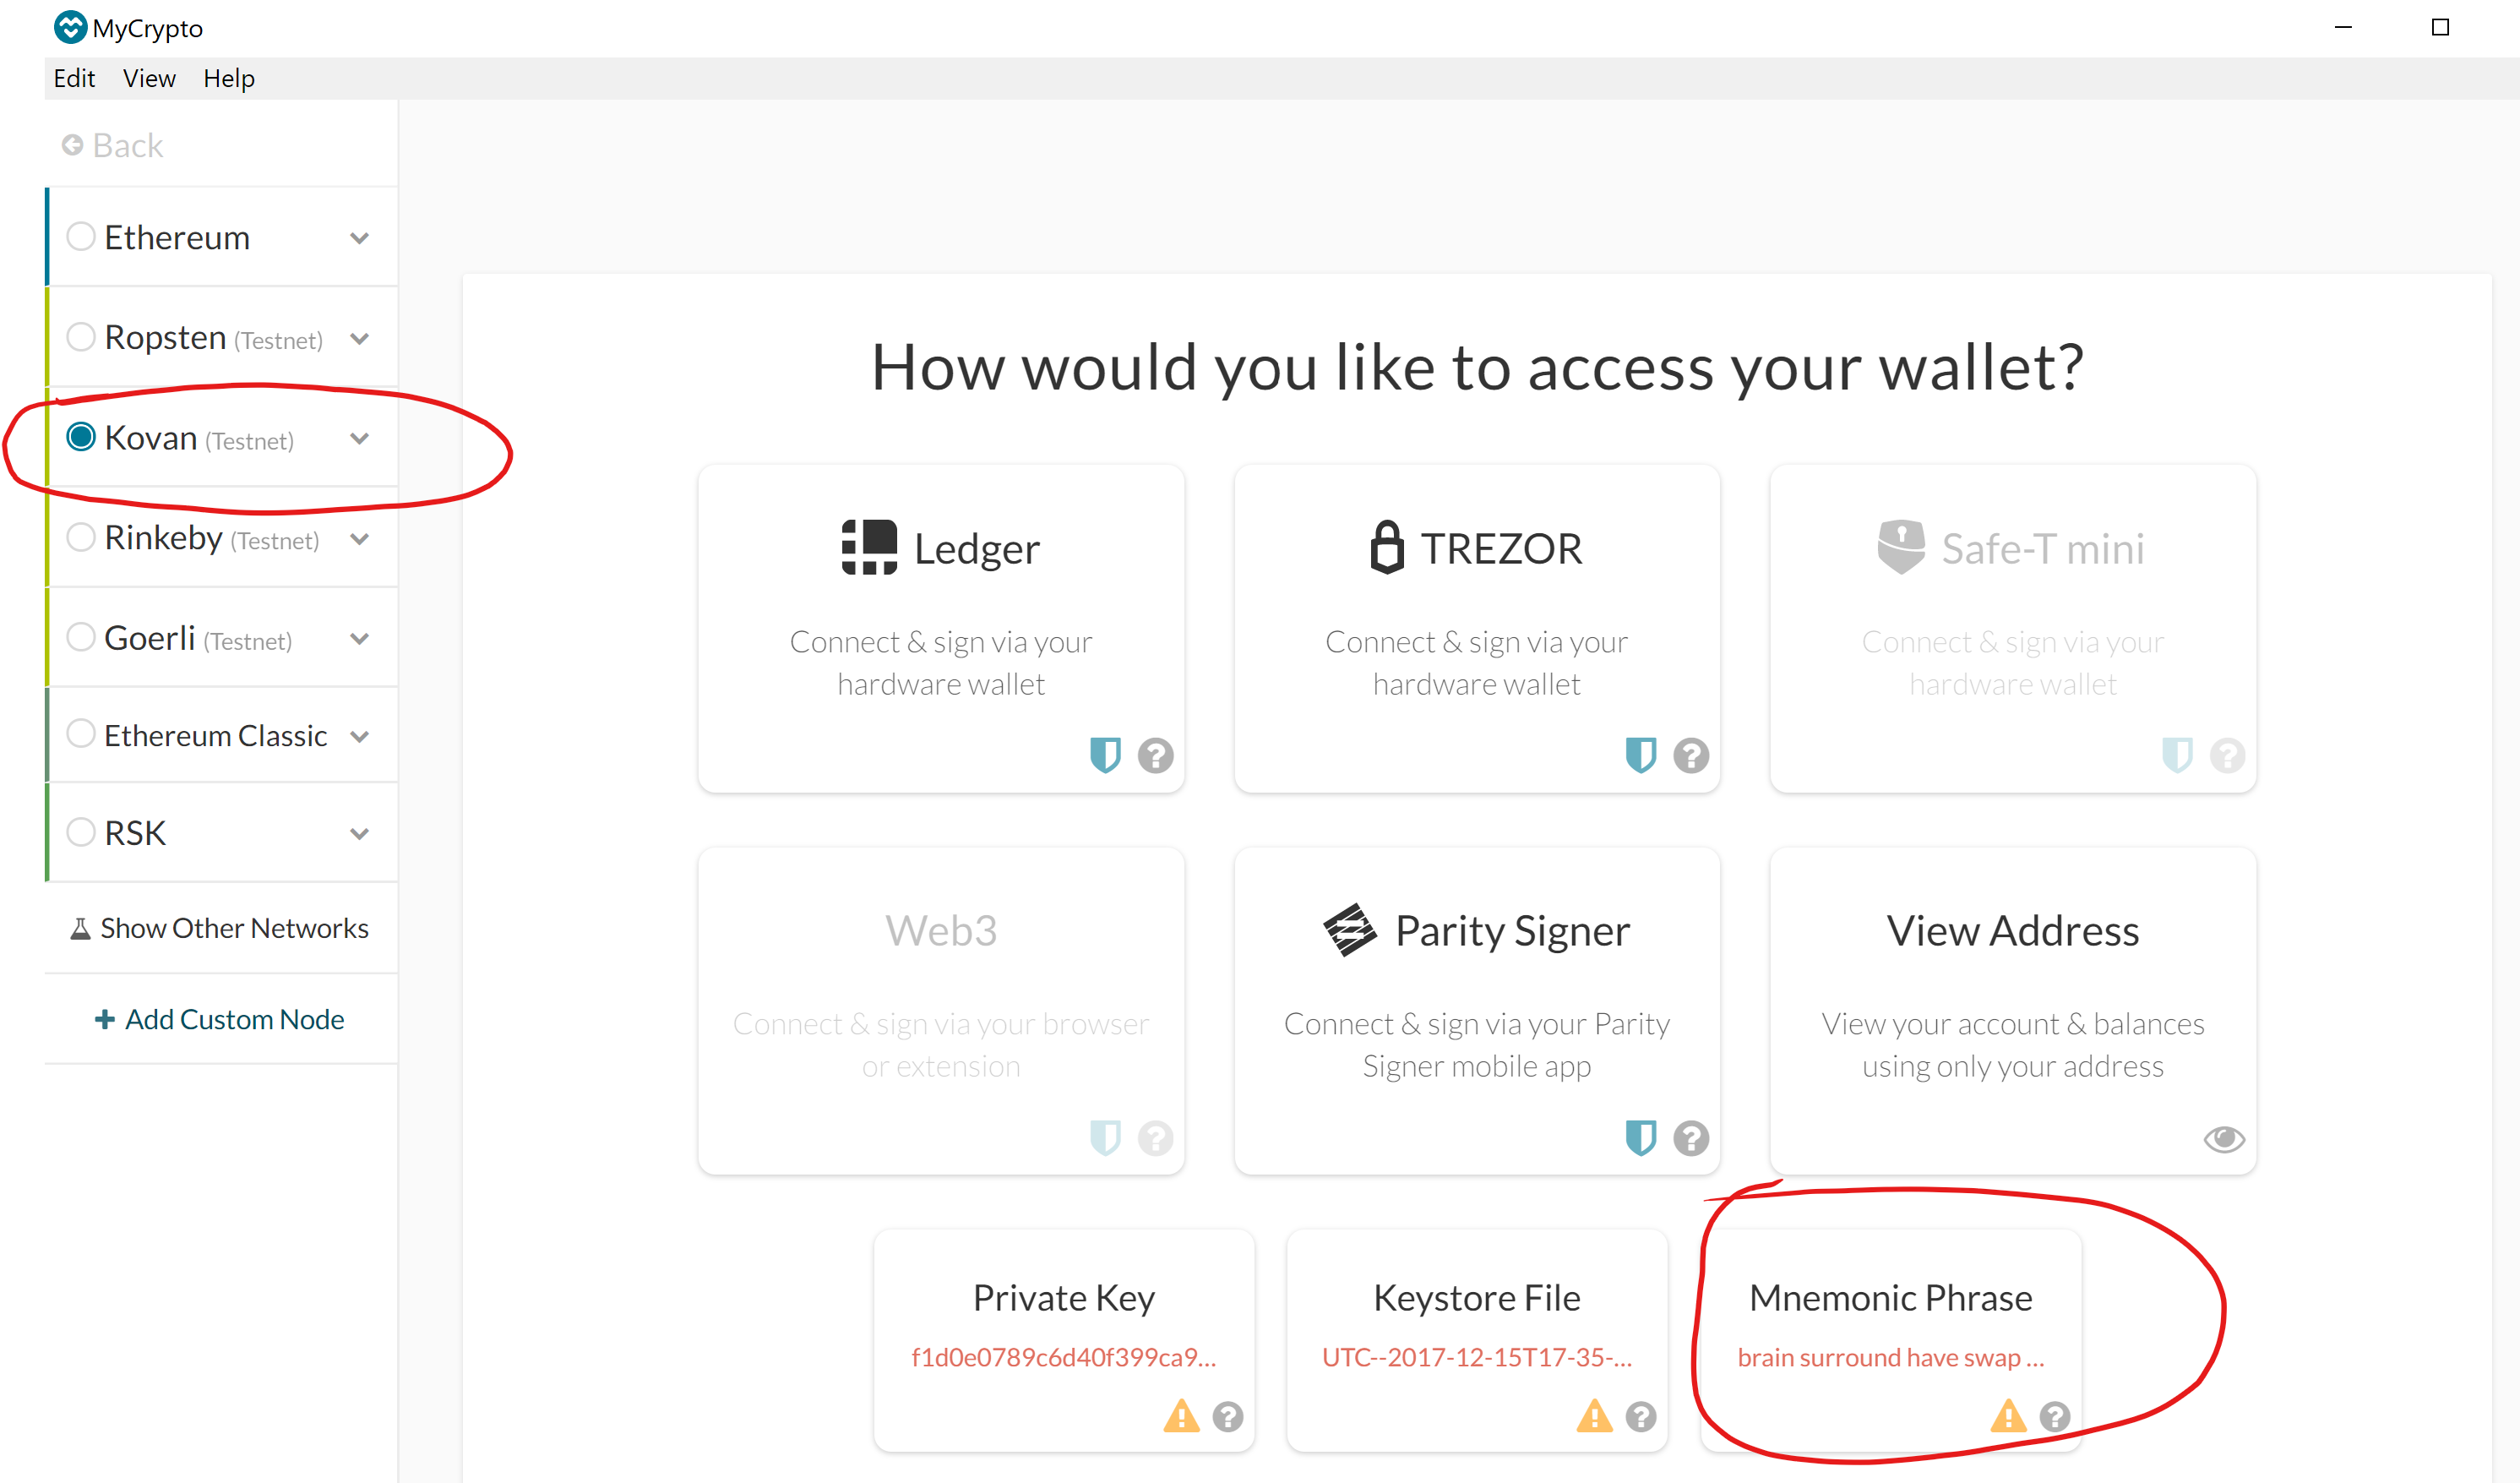 MyCrypto
Edit View Help
Back
Ethereum
Ropsten (Testnet)
Kovan (Testnet)
Rinkeby (Testnet)
Goerli (Testnet)
Ethereum Classic
RSK
Show Other Networks
+ Add Custom Node
How would you like to access your wallet?
Ledger
Connect & sign via your
hardware wallet
TREZOR
Connect & sign via your
hardware wallet
Safe-T mini
Connect & sign via your
hardware wallet
Web3
Connect & sign via your browser
or extension
Parity Signer
Connect & sign via your Parity
Signer mobile app
View Address
View your account & balances
using only your address
Private Key
f1d0e0789c6d40f399ca9...
Keystore File
UTC--2017-12-15T17-35-...
Mnemonic Phrase
brain surround have swap ...